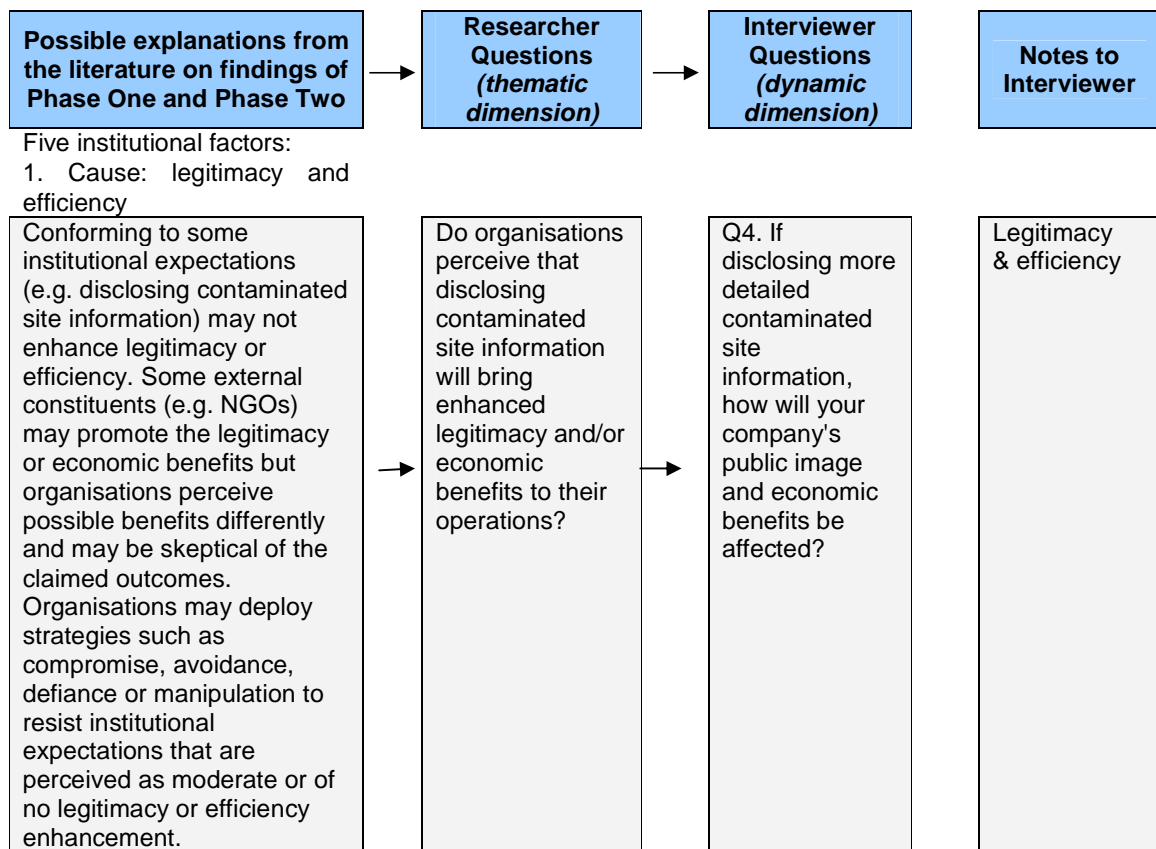 Possible explanations from
the literature on findings of
Phase One and Phase Two
Researcher
Questions
(thematic
dimension)
Interviewer
Questions
(dynamic
dimension)
Notes to
Interviewer
Five institutional factors:
1. Cause: legitimacy and
efficiency
Conforming to some
institutional expectations
(e.g. disclosing contaminated
site information) may not
enhance legitimacy or
efficiency. Some external
constituents (e.g. NGOs)
may promote the legitimacy
or economic benefits but
organisations perceive
possible benefits differently
and may be skeptical of the
claimed outcomes.
Organisations may deploy
strategies such as
compromise, avoidance,
defiance or manipulation to
resist institutional
expectations that are
perceived as moderate or of
no legitimacy or efficiency
enhancement.
Do organisations
perceive that
disclosing
contaminated
site information
will bring
enhanced
legitimacy and/or
economic
benefits to their
operations?
Q4. If
disclosing more
detailed
contaminated
site
information,
how will your
company's
public image
and economic
benefits be
affected?
Legitimacy
& efficiency